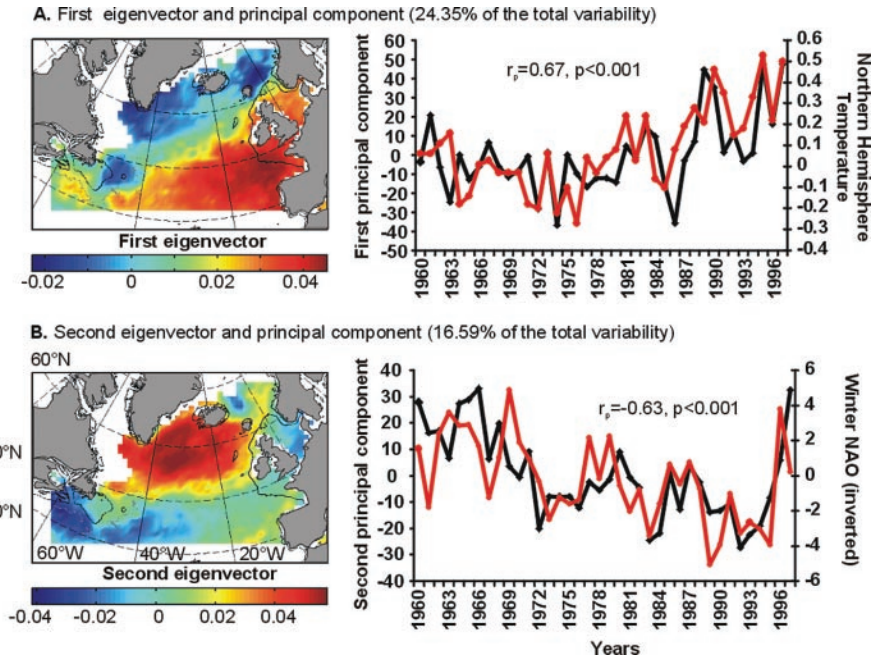 A. First eigenvector and principal component (24.35% of the total variability)
60
50
40
30
20
10
0
-10
-20
-30
-40
-50
First principal component
r_p=0.67, p<0.001
0.6
0.5
0.4
0.3
0.2
0.1
0
-0.1
-0.2
-0.3
-0.4
Northern Hemisphere
Temperature
1960 1963 1966 1969 1972 1975 1978 1981 1984 1987 1990 1993 1996
First eigenvector
-0.02 0 0.02 0.04
B. Second eigenvector and principal component (16.59% of the total variability)
60°N
0°N
0°N
60°W 40°W 20°W
Second eigenvector
-0.04 -0.02 0 0.02 0.04
40
30
20
10
0
-10
-20
-30
-40
Second principal component
r_p=-0.63, p<0.001
6
4
2
0
-2
-4
-6
Winter NAO (inverted)
1960 1963 1966 1969 1972 1975 1978 1981 1984 1987 1990 1993 1996
Years